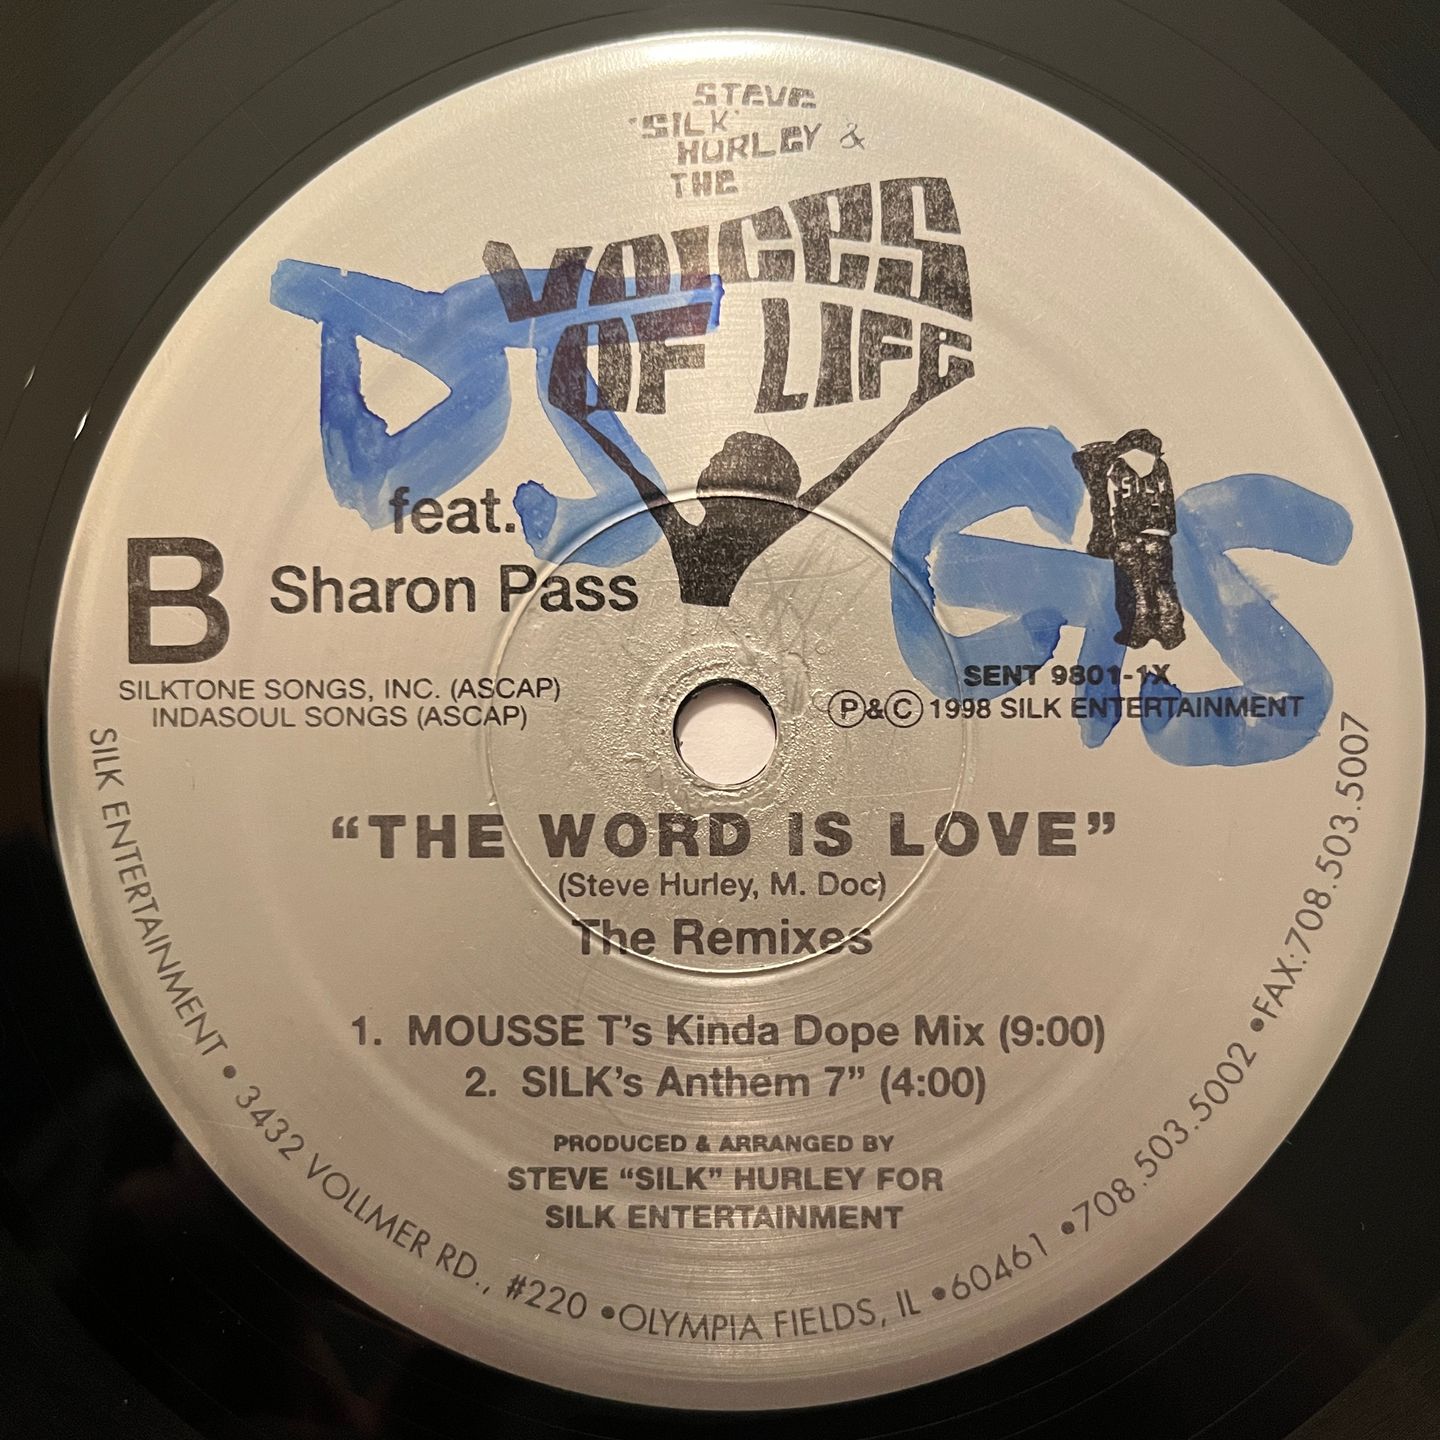 STEVE
'SILK'
HURLEY &
THE
VOICES
OF LIFE
DJ
GIS
SILK
feat.
Sharon Pass
B
SILKTONE SONGS, INC. (ASCAP)
INDASOUL SONGS (ASCAP)
SENT 9801-1X
Ⓟ&Ⓒ 1998 SILK ENTERTAINMENT
“THE WORD IS LOVE”
(Steve Hurley, M. Doc)
The Remixes
1. MOUSSE T’s Kinda Dope Mix (9:00)
2. SILK’s Anthem 7” (4:00)
PRODUCED & ARRANGED BY
STEVE “SILK” HURLEY FOR
SILK ENTERTAINMENT
SILK ENTERTAINMENT • 3432 VOLLMER RD., #220 •OLYMPIA FIELDS, IL •60461 •708.503.5002 •FAX:708.503.5007